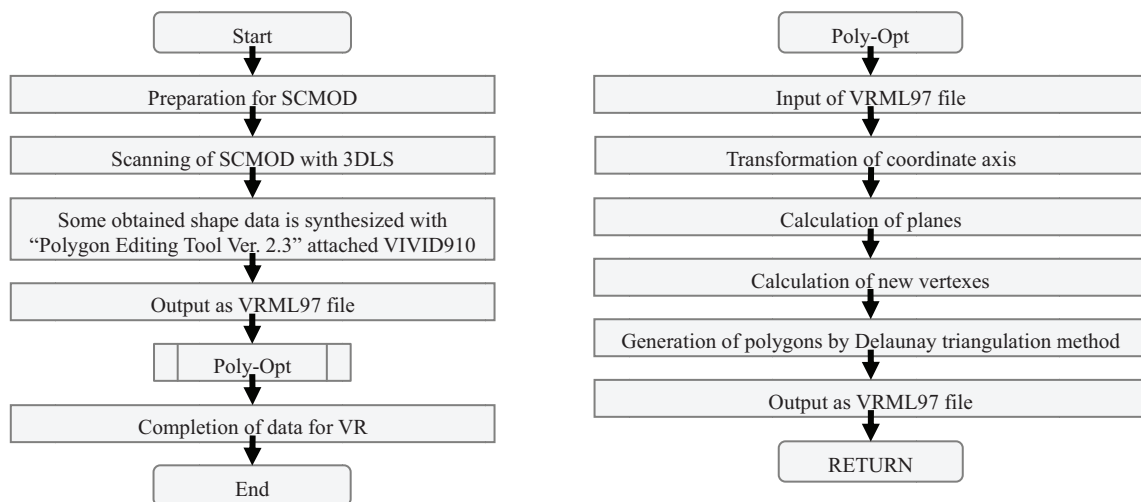 Start
Preparation for SCMOD
Scanning of SCMOD with 3DLS
Some obtained shape data is synthesized with
“Polygon Editing Tool Ver. 2.3” attached VIVID910
Output as VRML97 file
Poly-Opt
Completion of data for VR
End
Poly-Opt
Input of VRML97 file
Transformation of coordinate axis
Calculation of planes
Calculation of new vertexes
Generation of polygons by Delaunay triangulation method
Output as VRML97 file
RETURN